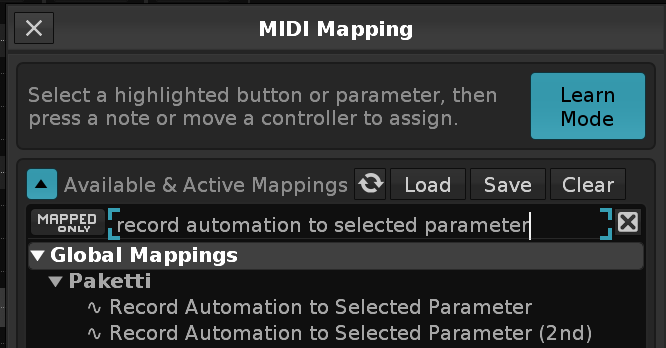 MIDI Mapping
Select a highlighted button or parameter, then
press a note or move a controller to assign.
Learn
Mode
Available & Active Mappings
Load
Save
Clear
MAPPED
ONLY
record automation to selected parameter
Global Mappings
Paketti
Record Automation to Selected Parameter
Record Automation to Selected Parameter (2nd)